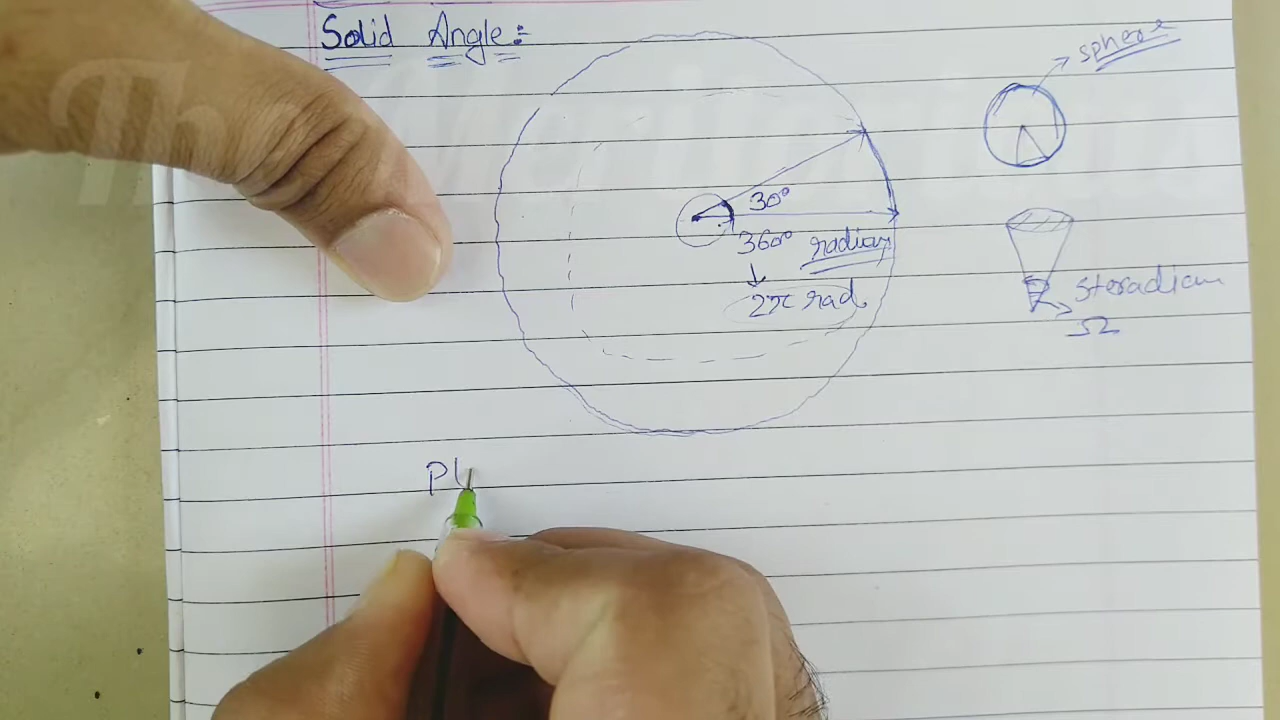 Solid Angle:
sphere
30°
360° radian
2π rad.
steradian
Ω
Pl